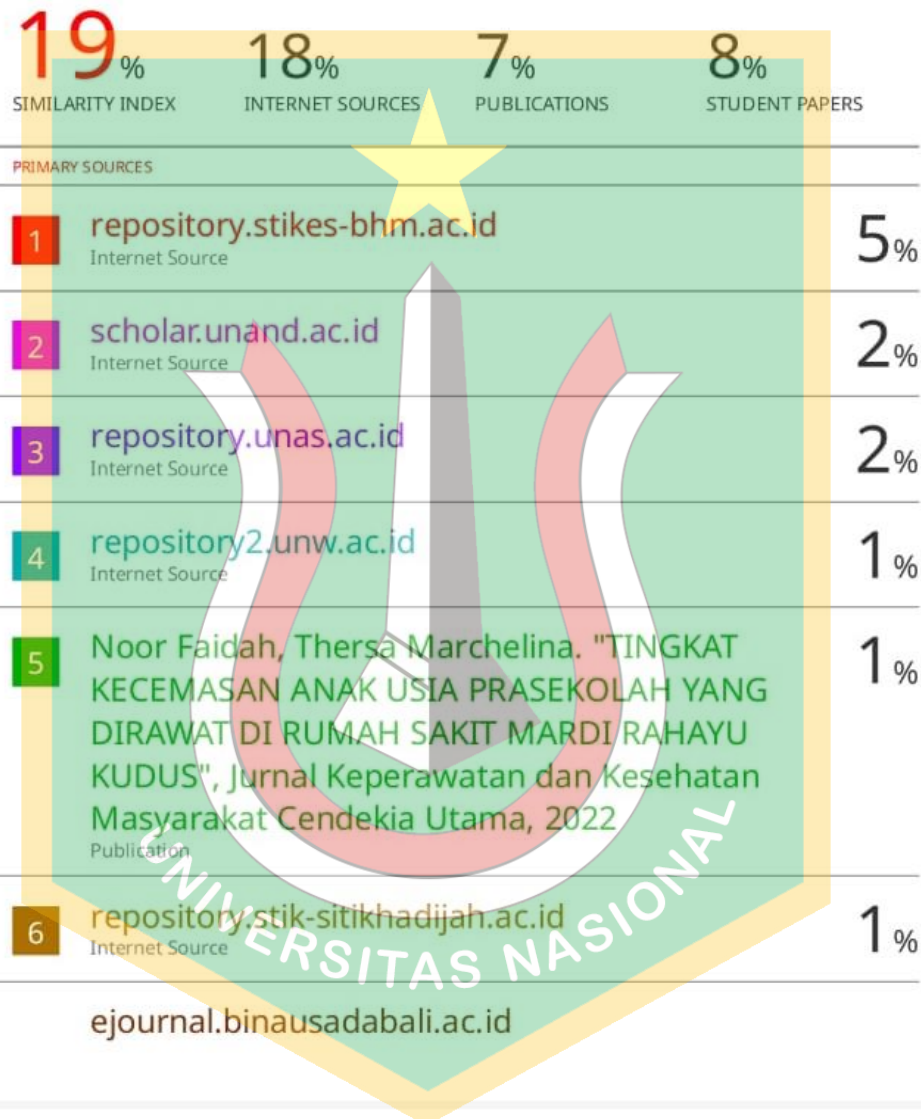 19% 18% 7% 8%
SIMILARITY INDEX INTERNET SOURCES PUBLICATIONS STUDENT PAPERS
PRIMARY SOURCES
1 repository.stikes-bhm.ac.id 5%
Internet Source
2 scholar.unand.ac.id 2%
Internet Source
3 repository.unas.ac.id 2%
Internet Source
4 repository2.unw.ac.id 1%
Internet Source
5 Noor Faidah, Thersa Marchelina. "TINGKAT 1%
KECEMASAN ANAK USIA PRASEKOLAH YANG
DIRAWAT DI RUMAH SAKIT MARDI RAHAYU
KUDUS", Jurnal Keperawatan dan Kesehatan
Masyarakat Cendekia Utama, 2022
Publication
6 repository.stik-sitikhadijah.ac.id 1%
Internet Source
UNIVERSITAS NASIONAL
ejournal.binausadabali.ac.id